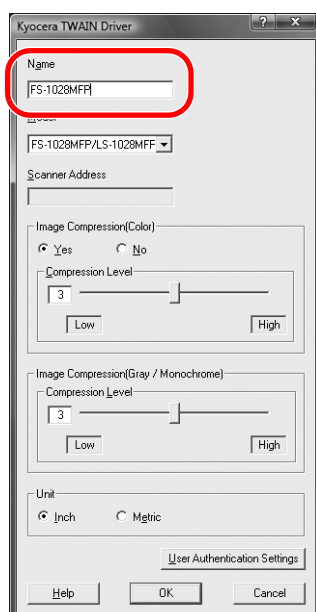 Kyocera TWAIN Driver ? X
Name
FS-1028MFP
Model
FS-1028MFP/LS-1028MFF
Scanner Address
Image Compression(Color)
Yes No
Compression Level
3
Low High
Image Compression(Gray / Monochrome)
Compression Level
3
Low High
Unit
Inch Metric
User Authentication Settings
Help OK Cancel